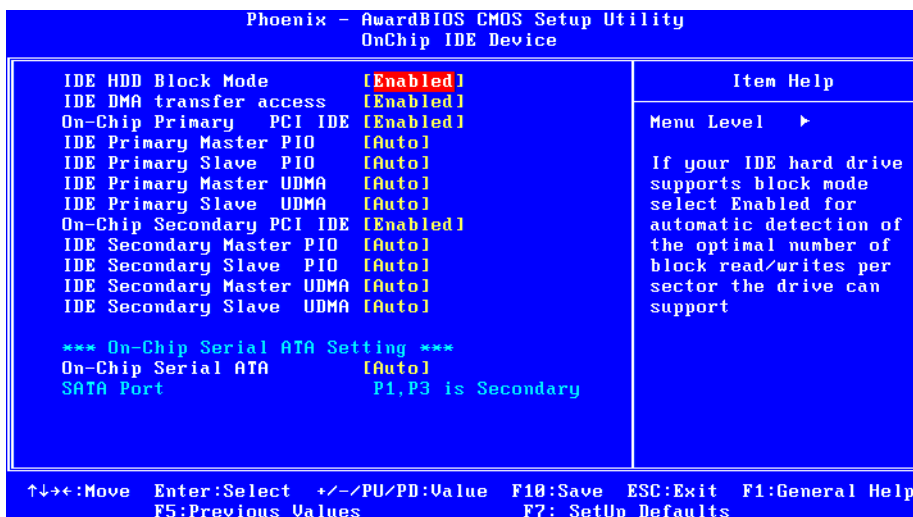 Phoenix - AwardBIOS CMOS Setup Utility
OnChip IDE Device
IDE HDD Block Mode [Enabled]
IDE DMA transfer access [Enabled]
On-Chip Primary PCI IDE [Enabled]
IDE Primary Master PIO [Auto]
IDE Primary Slave PIO [Auto]
IDE Primary Master UDMA [Auto]
IDE Primary Slave UDMA [Auto]
On-Chip Secondary PCI IDE [Enabled]
IDE Secondary Master PIO [Auto]
IDE Secondary Slave PIO [Auto]
IDE Secondary Master UDMA [Auto]
IDE Secondary Slave UDMA [Auto]
*** On-Chip Serial ATA Setting ***
On-Chip Serial ATA [Auto]
SATA Port P1,P3 is Secondary
Item Help
Menu Level ▶
If your IDE hard drive
supports block mode
select Enabled for
automatic detection of
the optimal number of
block read/writes per
sector the drive can
support
↑↓→←:Move Enter:Select +/-/PU/PD:Value F10:Save ESC:Exit F1:General Help
F5:Previous Values F7: SetUp Defaults